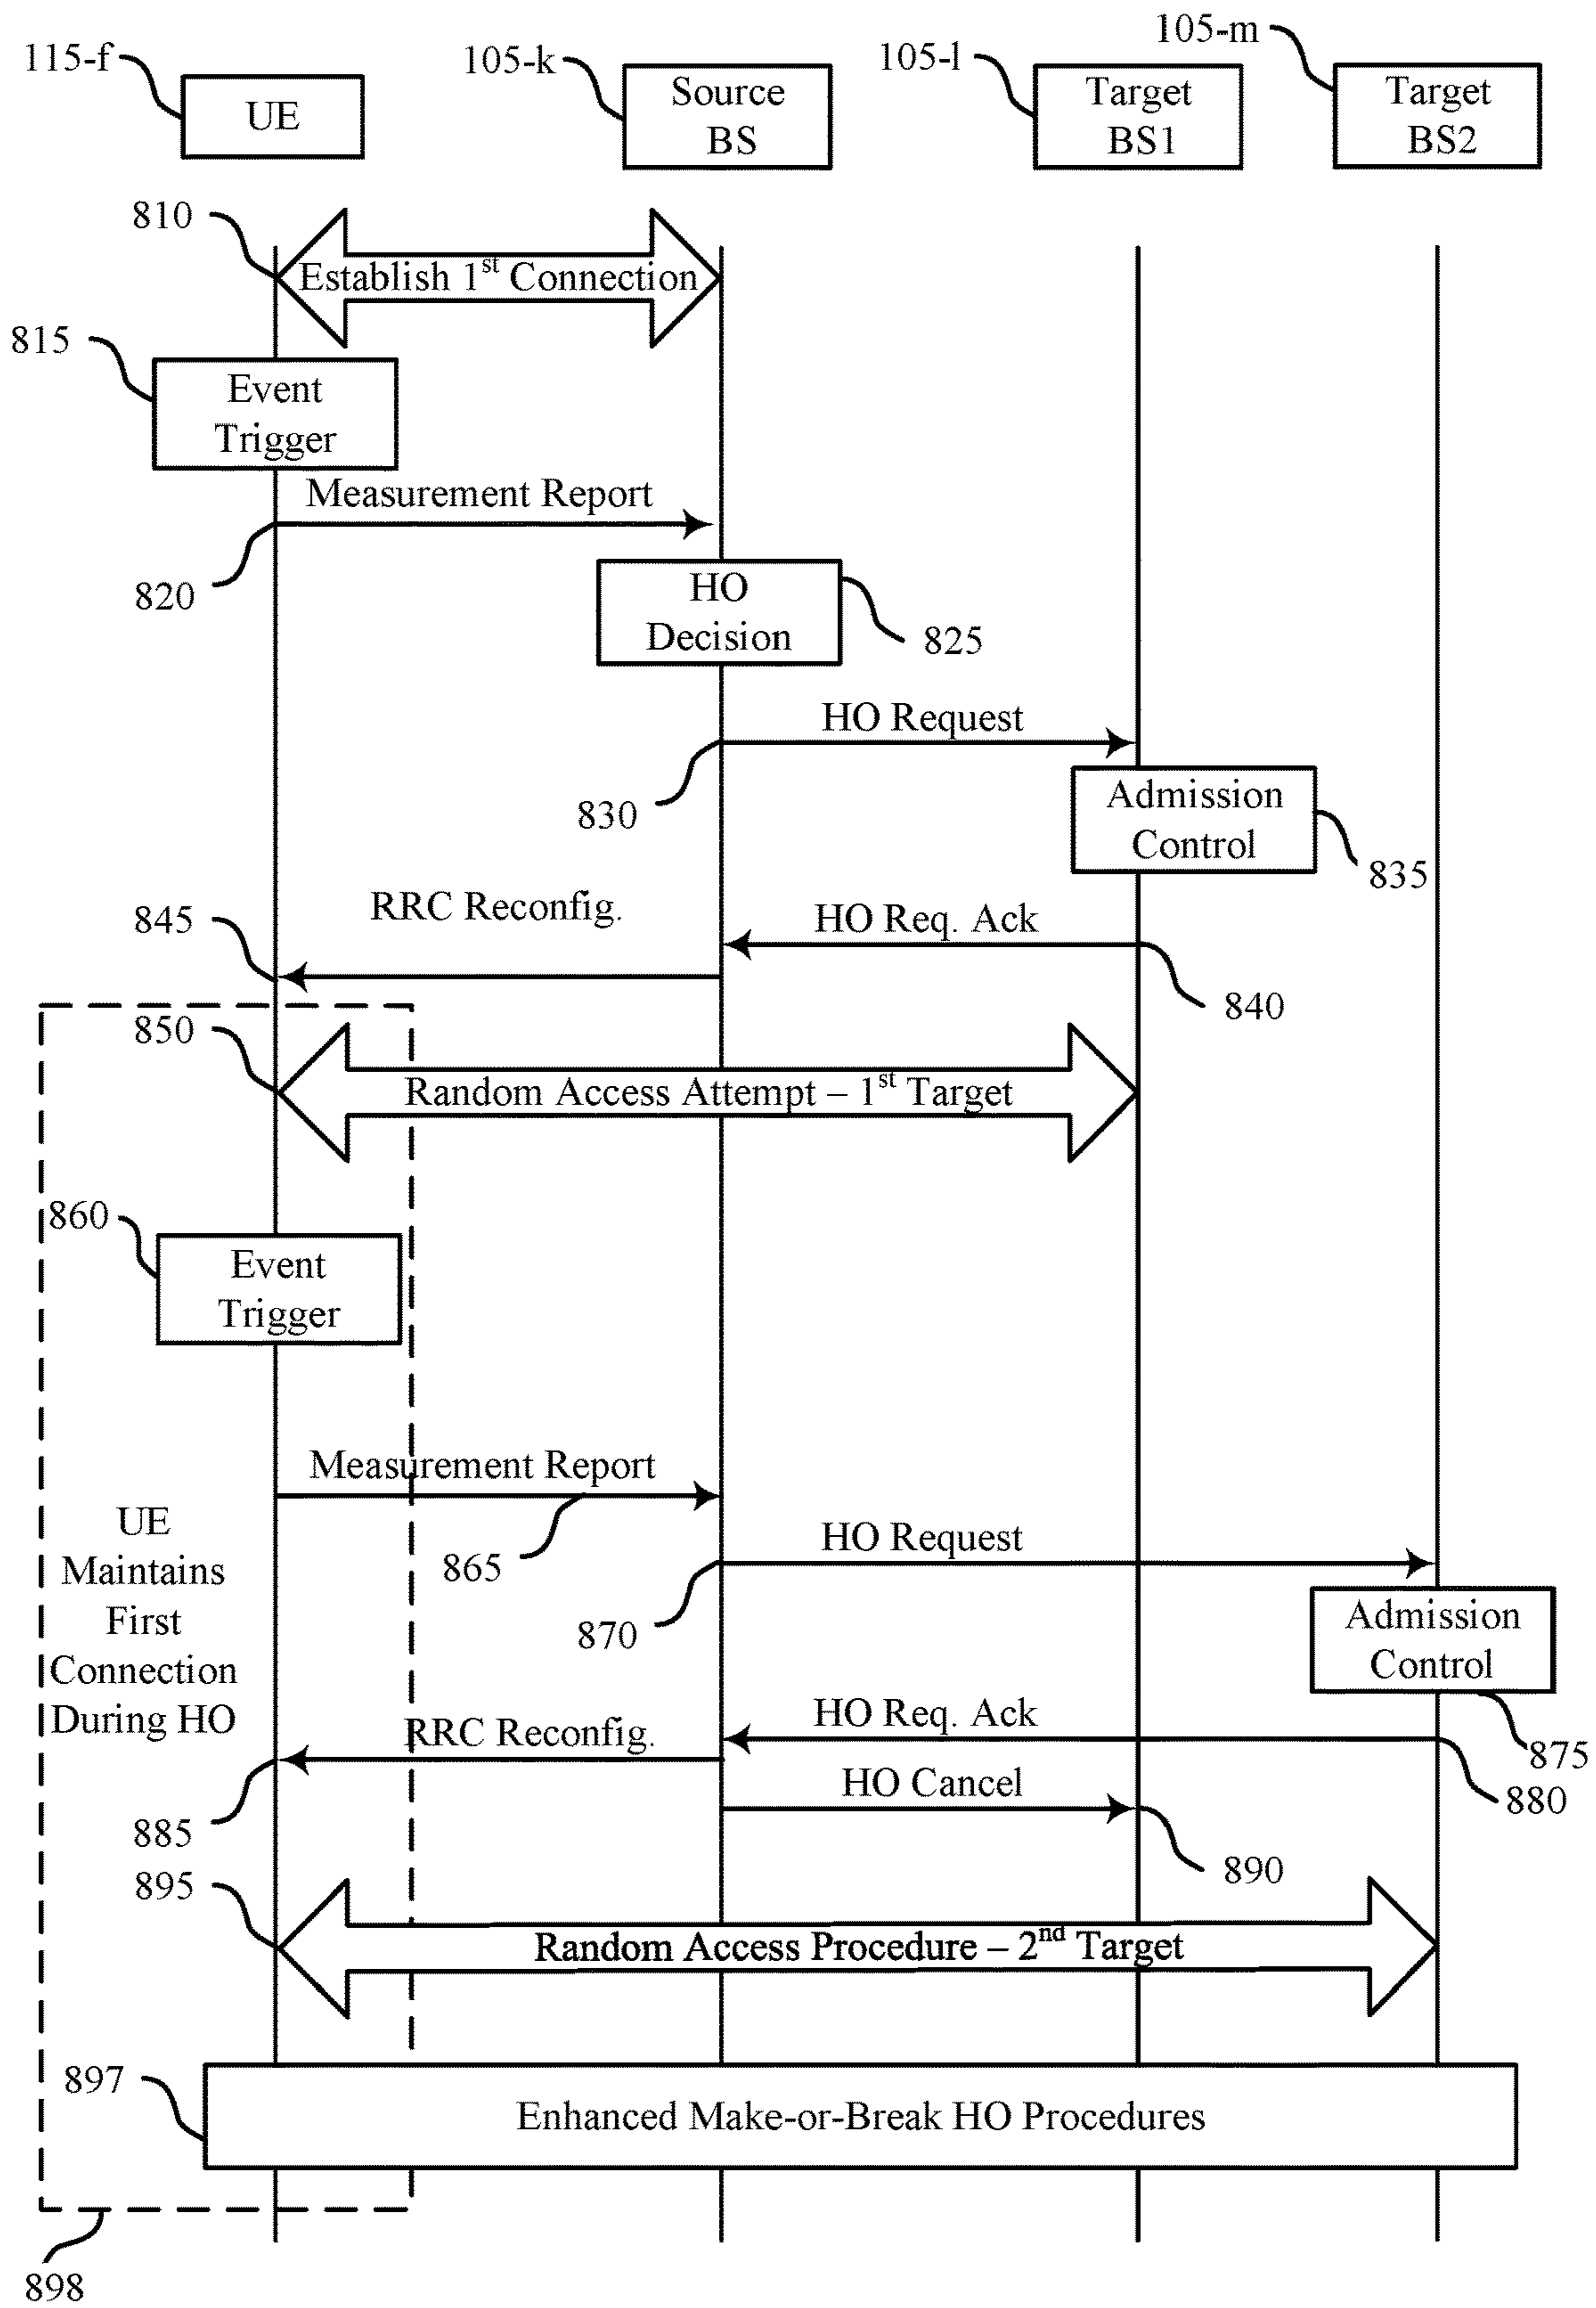 115-f
UE
105-k
Source
BS
105-l
Target
BS1
105-m
Target
BS2
810
Establish 1st Connection
815
Event
Trigger
Measurement Report
820
HO
Decision
825
HO Request
830
Admission
Control
835
RRC Reconfig.
845
HO Req. Ack
840
850
Random Access Attempt – 1st Target
860
Event
Trigger
Measurement Report
865
HO Request
870
Admission
Control
875
UE
Maintains
First
Connection
During HO
HO Req. Ack
880
RRC Reconfig.
885
HO Cancel
890
895
Random Access Procedure – 2nd Target
897
Enhanced Make-or-Break HO Procedures
898